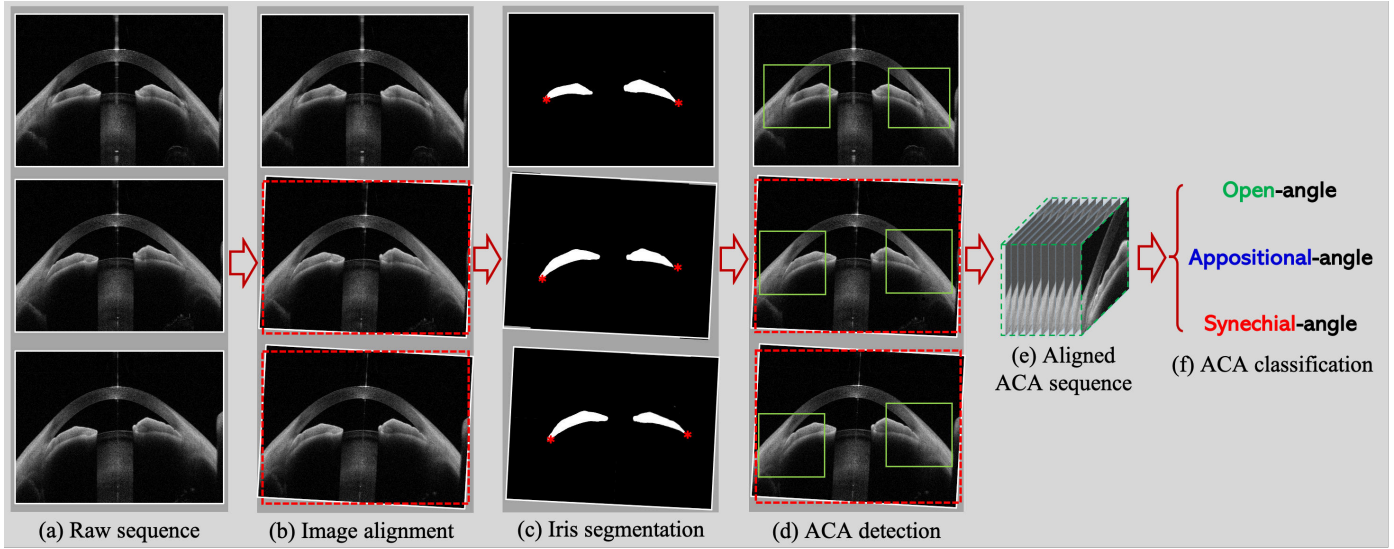 Open-angle
Appositional-angle
Synechial-angle
(e) Aligned
ACA sequence
(f) ACA classification
(a) Raw sequence
(b) Image alignment
(c) Iris segmentation
(d) ACA detection